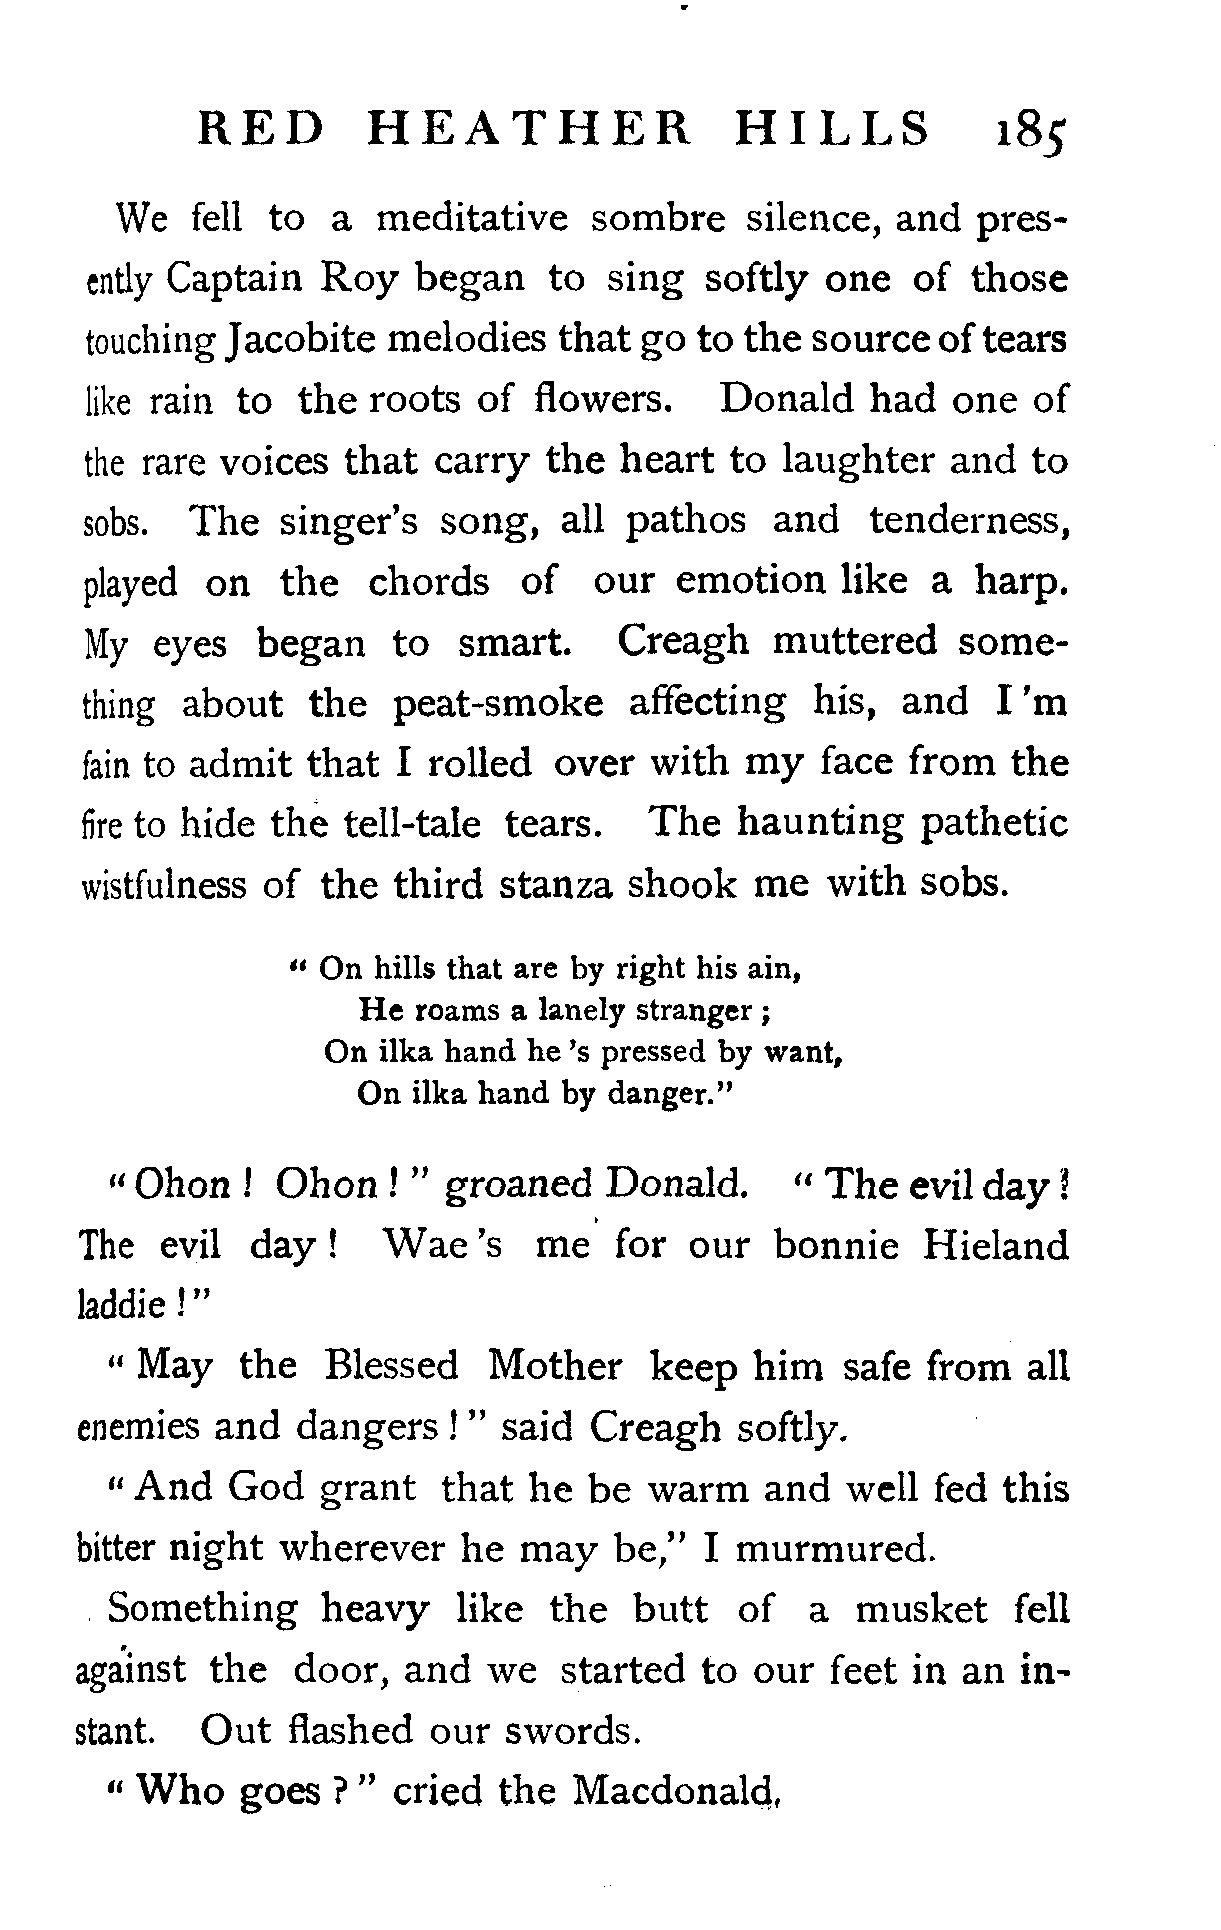 RED HEATHER HILLS 185
We fell to a meditative sombre silence, and pres-
ently Captain Roy began to sing softly one of those
touching Jacobite melodies that go to the source of tears
like rain to the roots of flowers. Donald had one of
the rare voices that carry the heart to laughter and to
sobs. The singer's song, all pathos and tenderness,
played on the chords of our emotion like a harp.
My eyes began to smart. Creagh muttered some-
thing about the peat-smoke affecting his, and I 'm
fain to admit that I rolled over with my face from the
fire to hide the tell-tale tears. The haunting pathetic
wistfulness of the third stanza shook me with sobs.
“ On hills that are by right his ain,
He roams a lanely stranger ;
On ilka hand he 's pressed by want,
On ilka hand by danger.”
“ Ohon ! Ohon ! ” groaned Donald. “ The evil day !
The evil day ! Wae 's me for our bonnie Hieland
laddie ! ”
“ May the Blessed Mother keep him safe from all
enemies and dangers ! ” said Creagh softly.
“ And God grant that he be warm and well fed this
bitter night wherever he may be,” I murmured.
Something heavy like the butt of a musket fell
against the door, and we started to our feet in an in-
stant. Out flashed our swords.
“ Who goes ? ” cried the Macdonald,